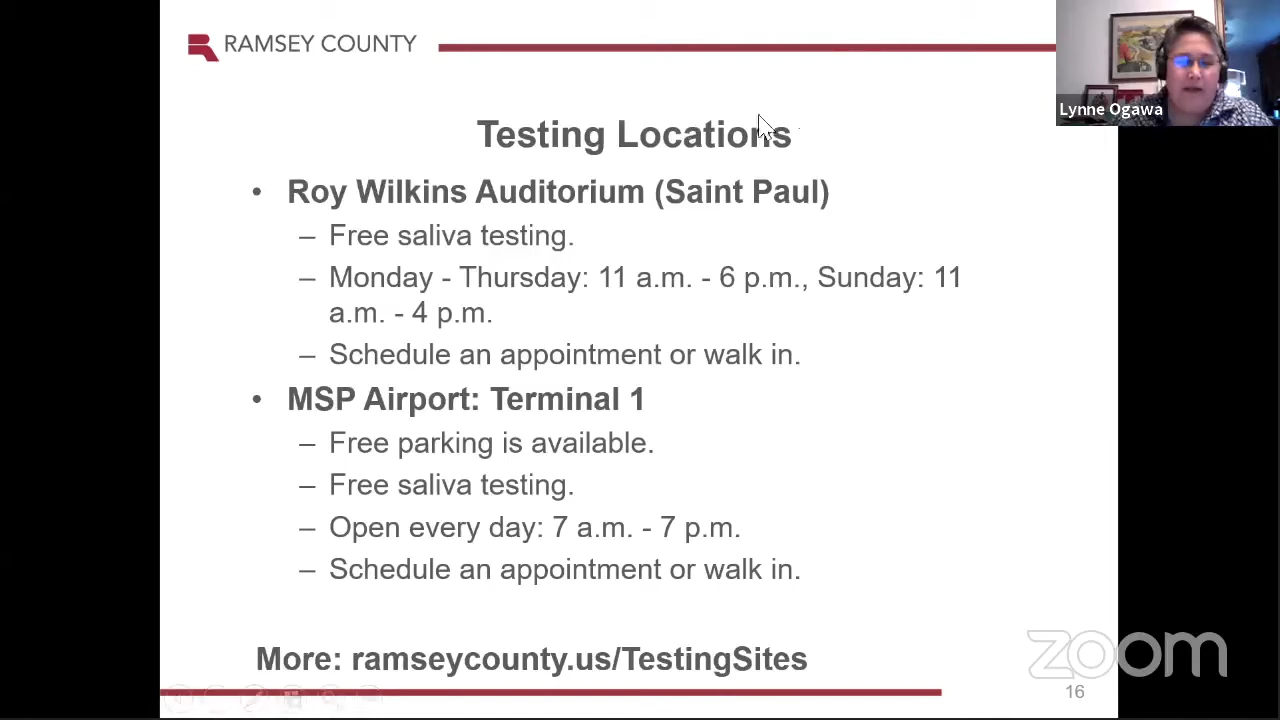 RAMSEY COUNTY
Lynne Ogawa
Testing Locations
• Roy Wilkins Auditorium (Saint Paul)
– Free saliva testing.
– Monday - Thursday: 11 a.m. - 6 p.m., Sunday: 11
a.m. - 4 p.m.
– Schedule an appointment or walk in.
• MSP Airport: Terminal 1
– Free parking is available.
– Free saliva testing.
– Open every day: 7 a.m. - 7 p.m.
– Schedule an appointment or walk in.
More: ramseycounty.us/TestingSites
zoom
16